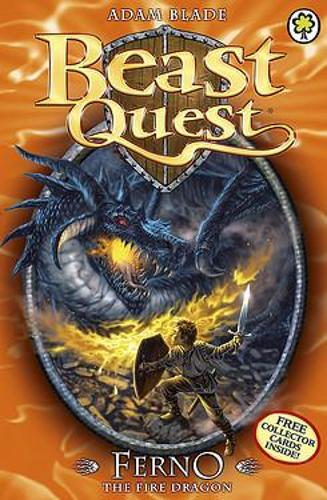 ADAM BLADE
Beast
Quest
FREE
COLLECTOR
CARDS
INSIDE!
FERNO
THE FIRE DRAGON